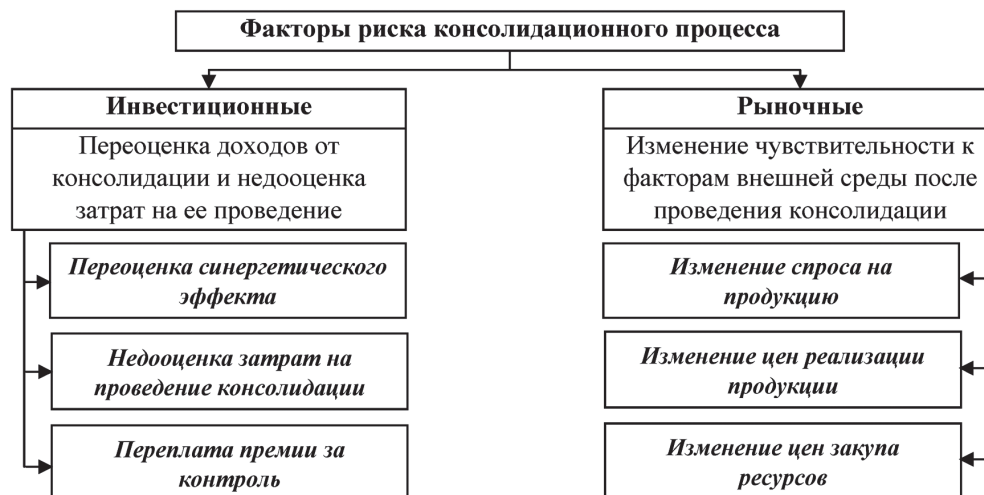 Факторы риска консолидационного процесса
Инвестиционные
Переоценка доходов от
консолидации и недооценка
затрат на ее проведение
Переоценка синергетического
эффекта
Недооценка затрат на
проведение консолидации
Переплата премии за
контроль
Рыночные
Изменение чувствительности к
факторам внешней среды после
проведения консолидации
Изменение спроса на
продукцию
Изменение цен реализации
продукции
Изменение цен закупа
ресурсов